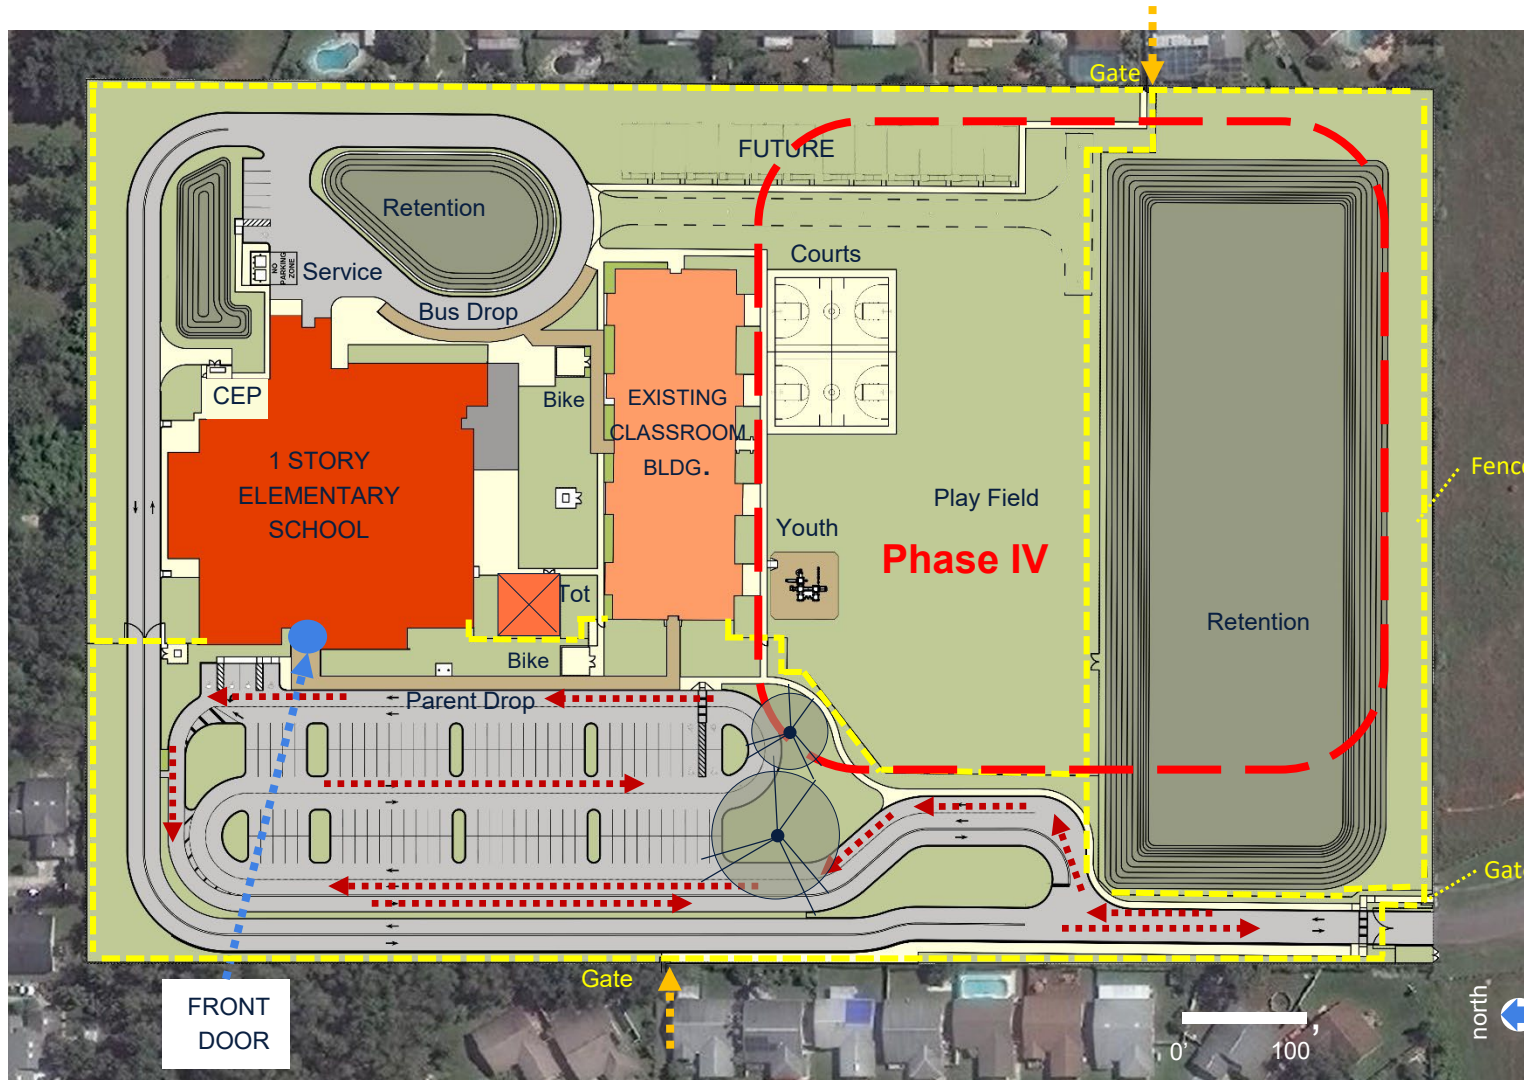 Gate
FUTURE
Retention
Courts
NO
PARKING
ZONE
Service
Bus Drop
CEP
Bike
EXISTING
CLASSROOM
BLDG.
1 STORY
ELEMENTARY
SCHOOL
Fence
Play Field
Youth
Phase IV
Tot
Retention
Bike
Parent Drop
Gate
Gate
FRONT
DOOR
north
0' 100